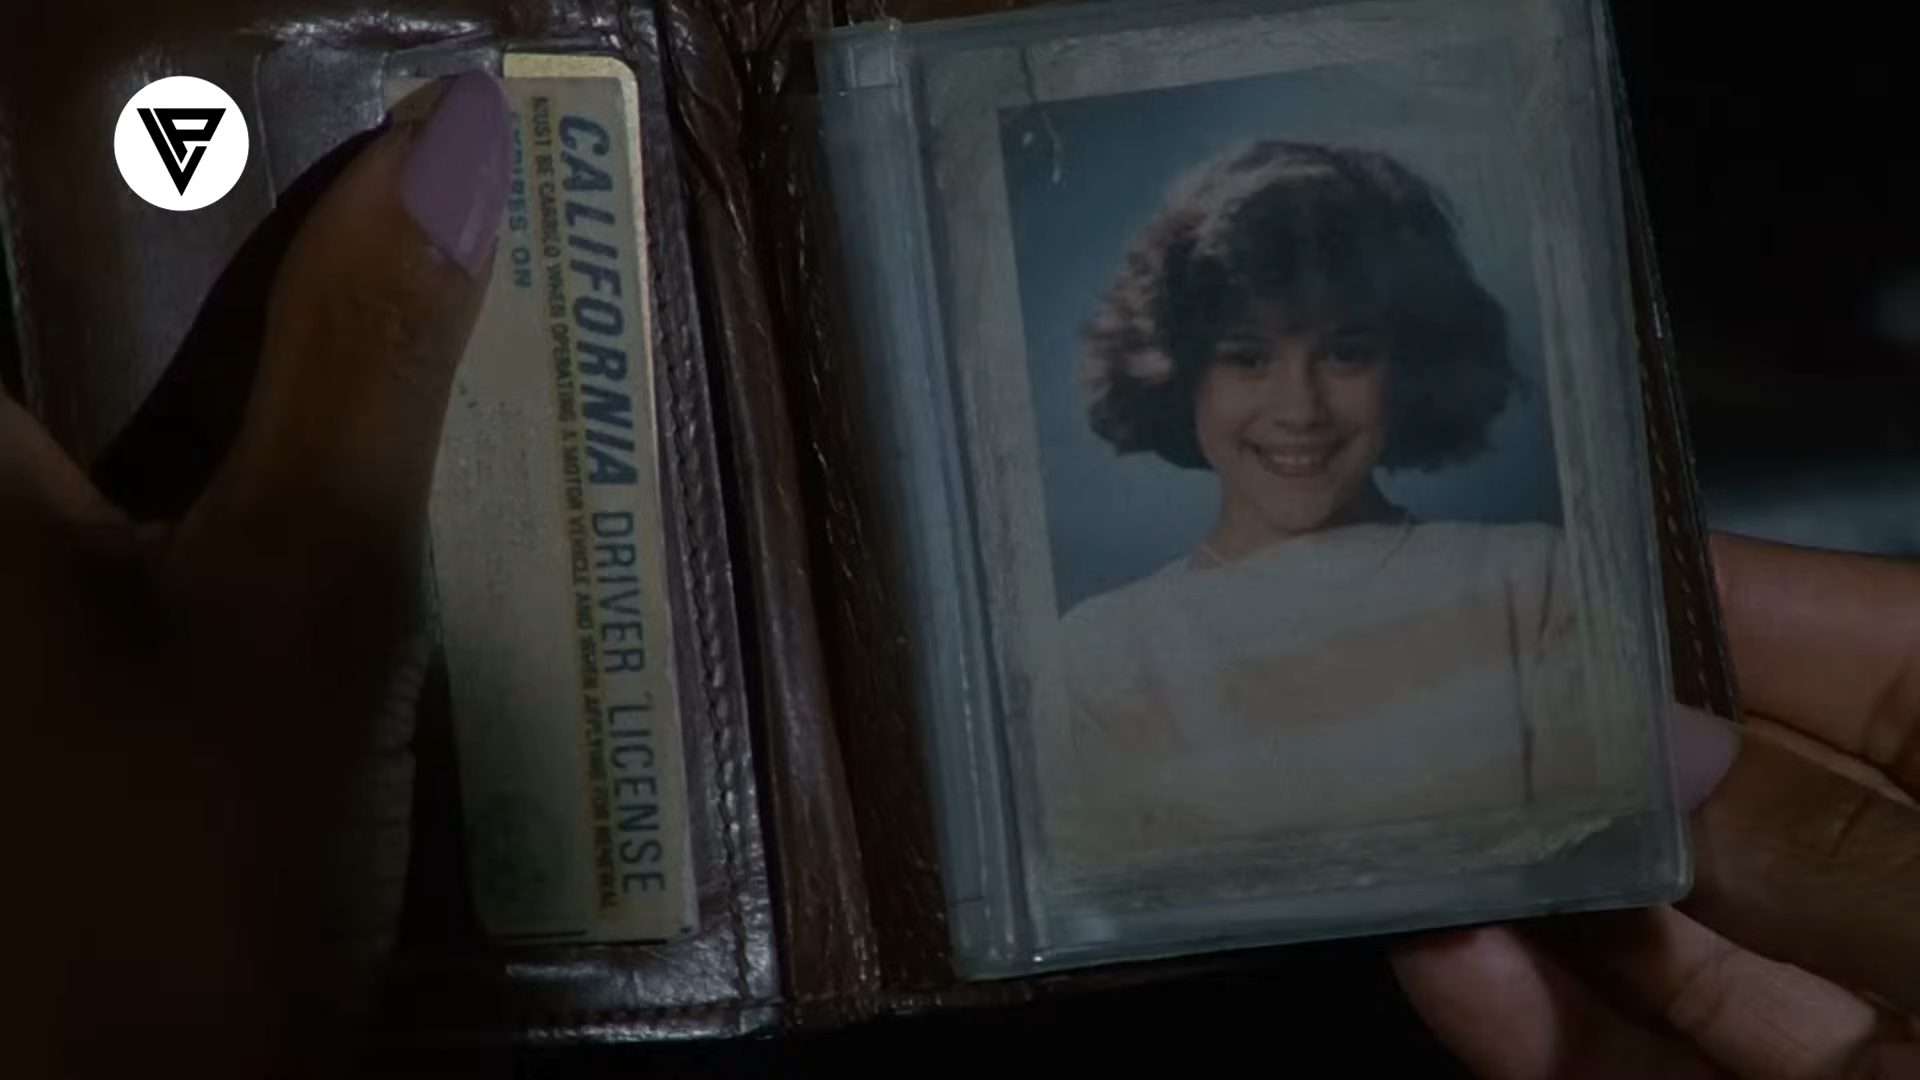 CALIFORNIA DRIVER LICENSE
MUST BE CARRIED WHEN OPERATING A MOTOR VEHICLE AND WHEN APPLYING FOR RENEWAL
EXPIRES ON